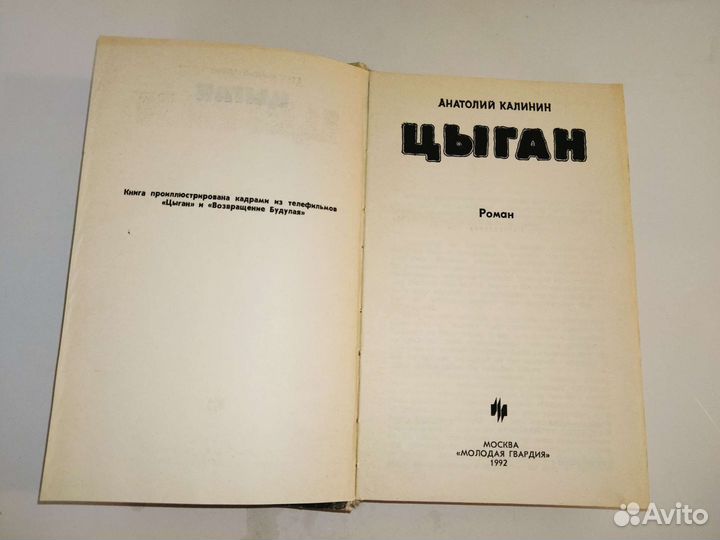 Книга проиллюстрирована кадрами из телефильмов
«Цыган» и «Возвращение Будулая»
АНАТОЛИЙ КАЛИНИН
ЦЫГАН
Роман
МОСКВА
«МОЛОДАЯ ГВАРДИЯ»
1992
Avito